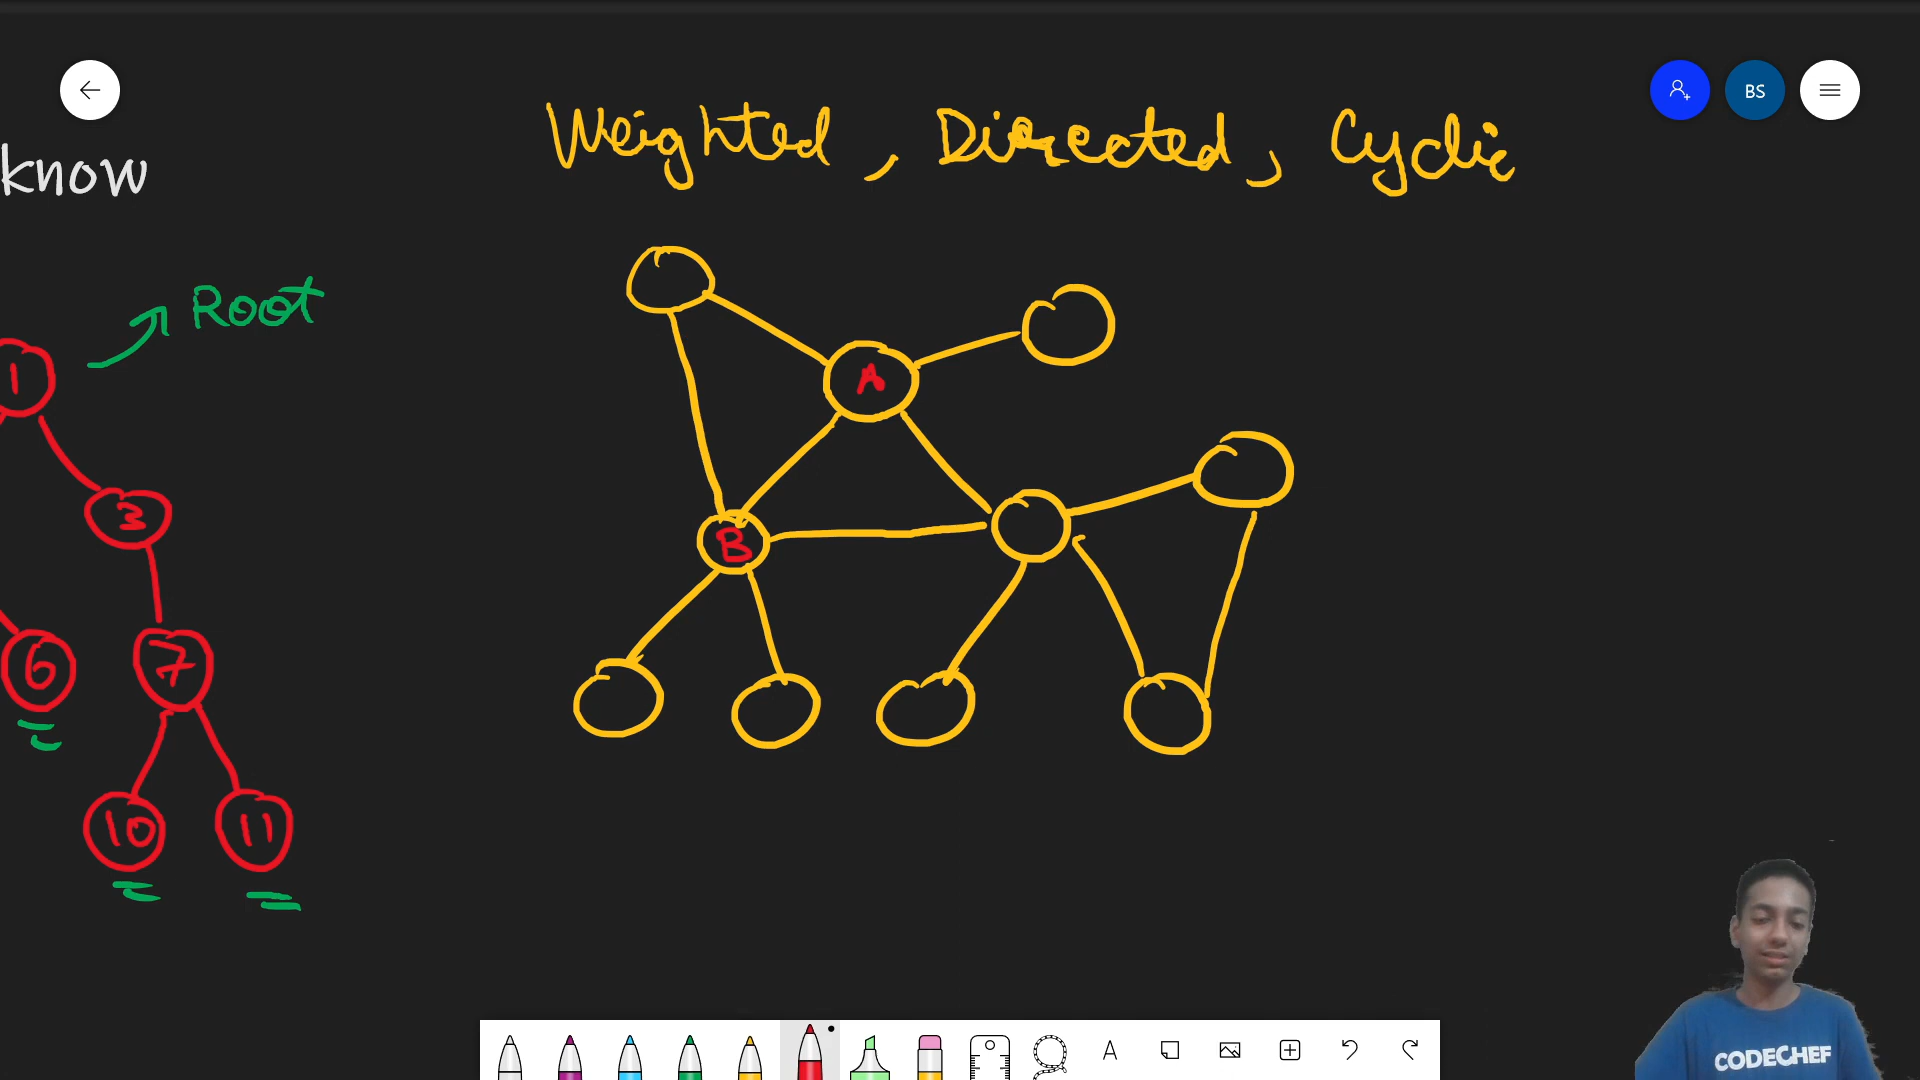 BS
Weighted, Directed, Cyclic
know
Root
1
A
3
B
6
7
10
11
A
CODECHEF